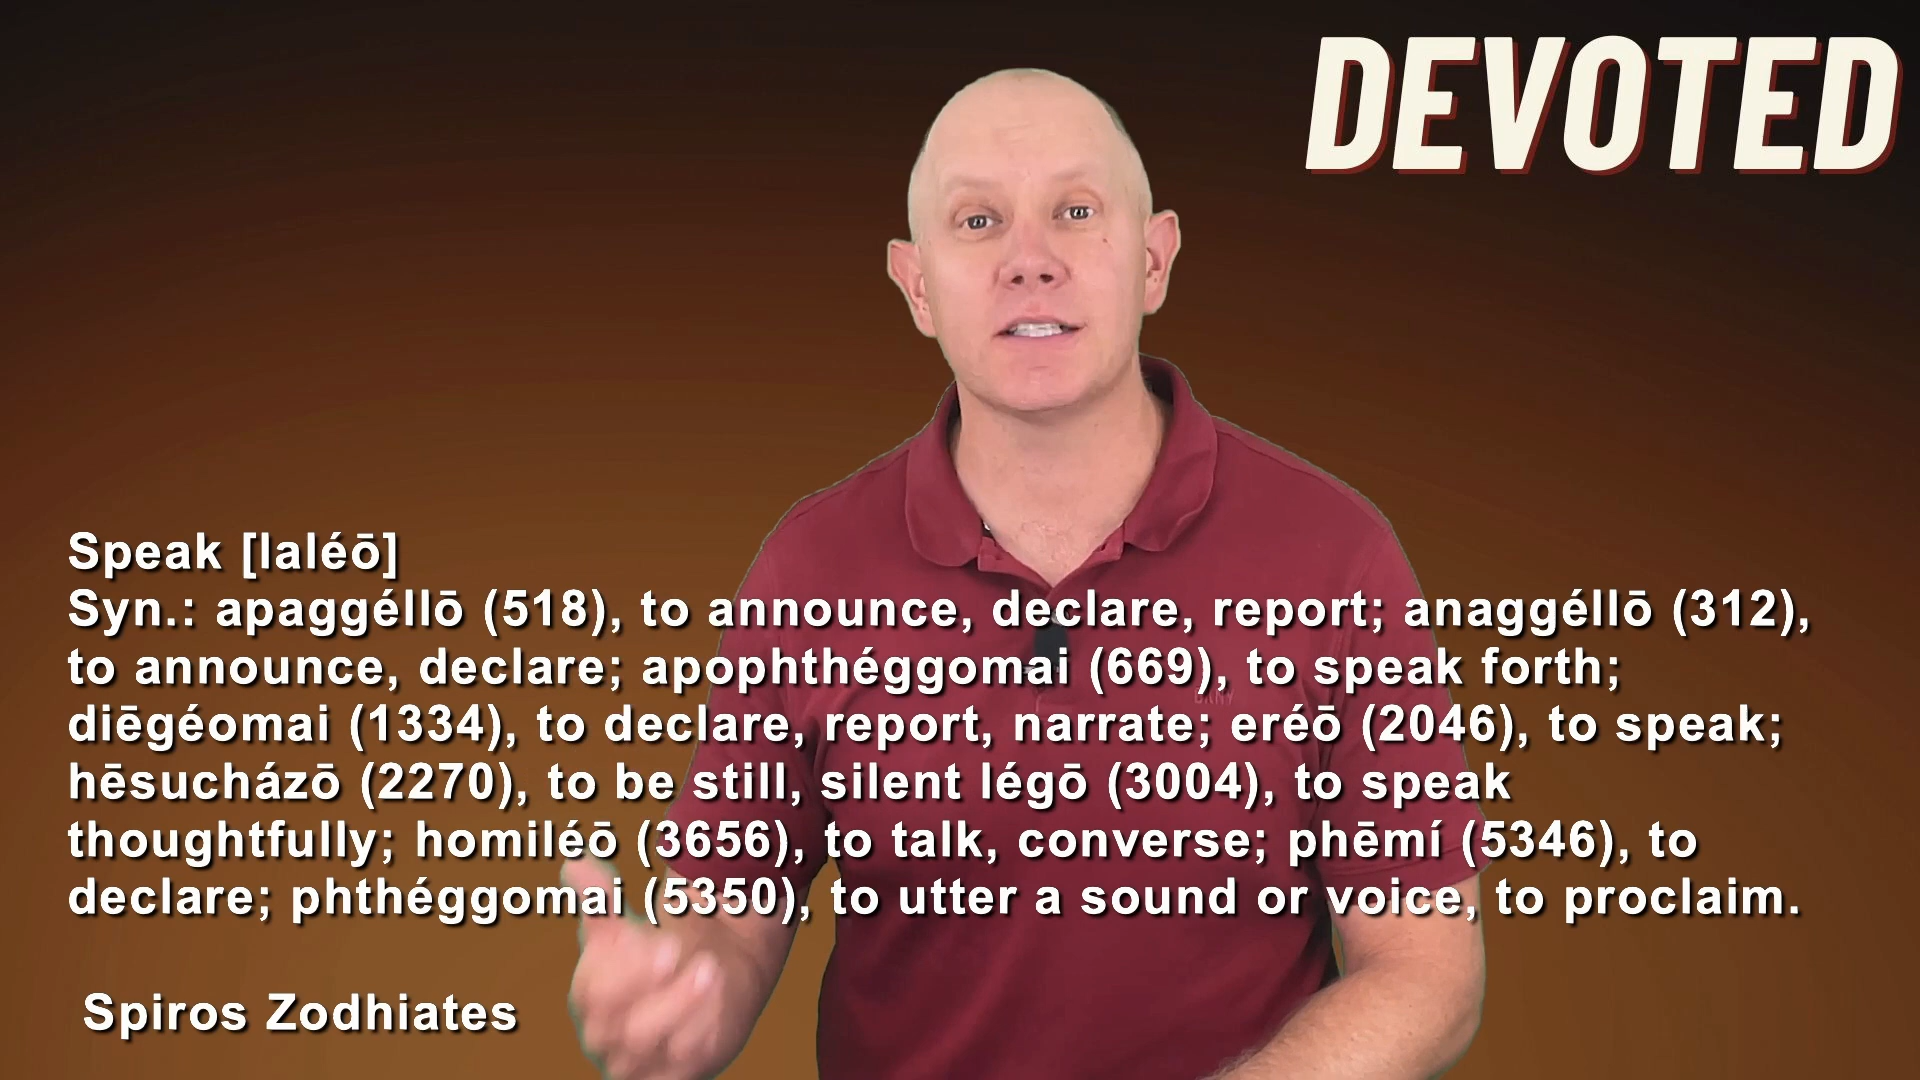 DEVOTED
Speak [laléō]
Syn.: apaggéllō (518), to announce, declare, report; anaggéllō (312),
to announce, declare; apophthéggomai (669), to speak forth;
diēgéomai (1334), to declare, report, narrate; eréō (2046), to speak;
hēsucházō (2270), to be still, silent légō (3004), to speak
thoughtfully; homiléō (3656), to talk, converse; phēmí (5346), to
declare; phthéggomai (5350), to utter a sound or voice, to proclaim.
Spiros Zodhiates